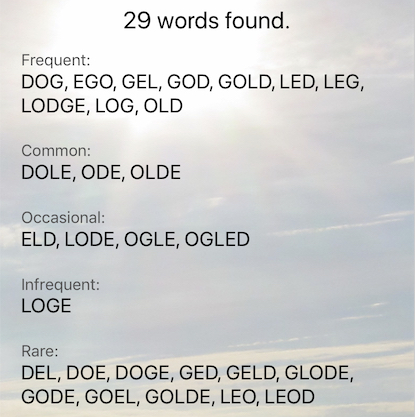 29 words found.
Frequent:
DOG, EGO, GEL, GOD, GOLD, LED, LEG,
LODGE, LOG, OLD
Common:
DOLE, ODE, OLDE
Occasional:
ELD, LODE, OGLE, OGLED
Infrequent:
LOGE
Rare:
DEL, DOE, DOGE, GED, GELD, GLODE,
GODE, GOEL, GOLDE, LEO, LEOD